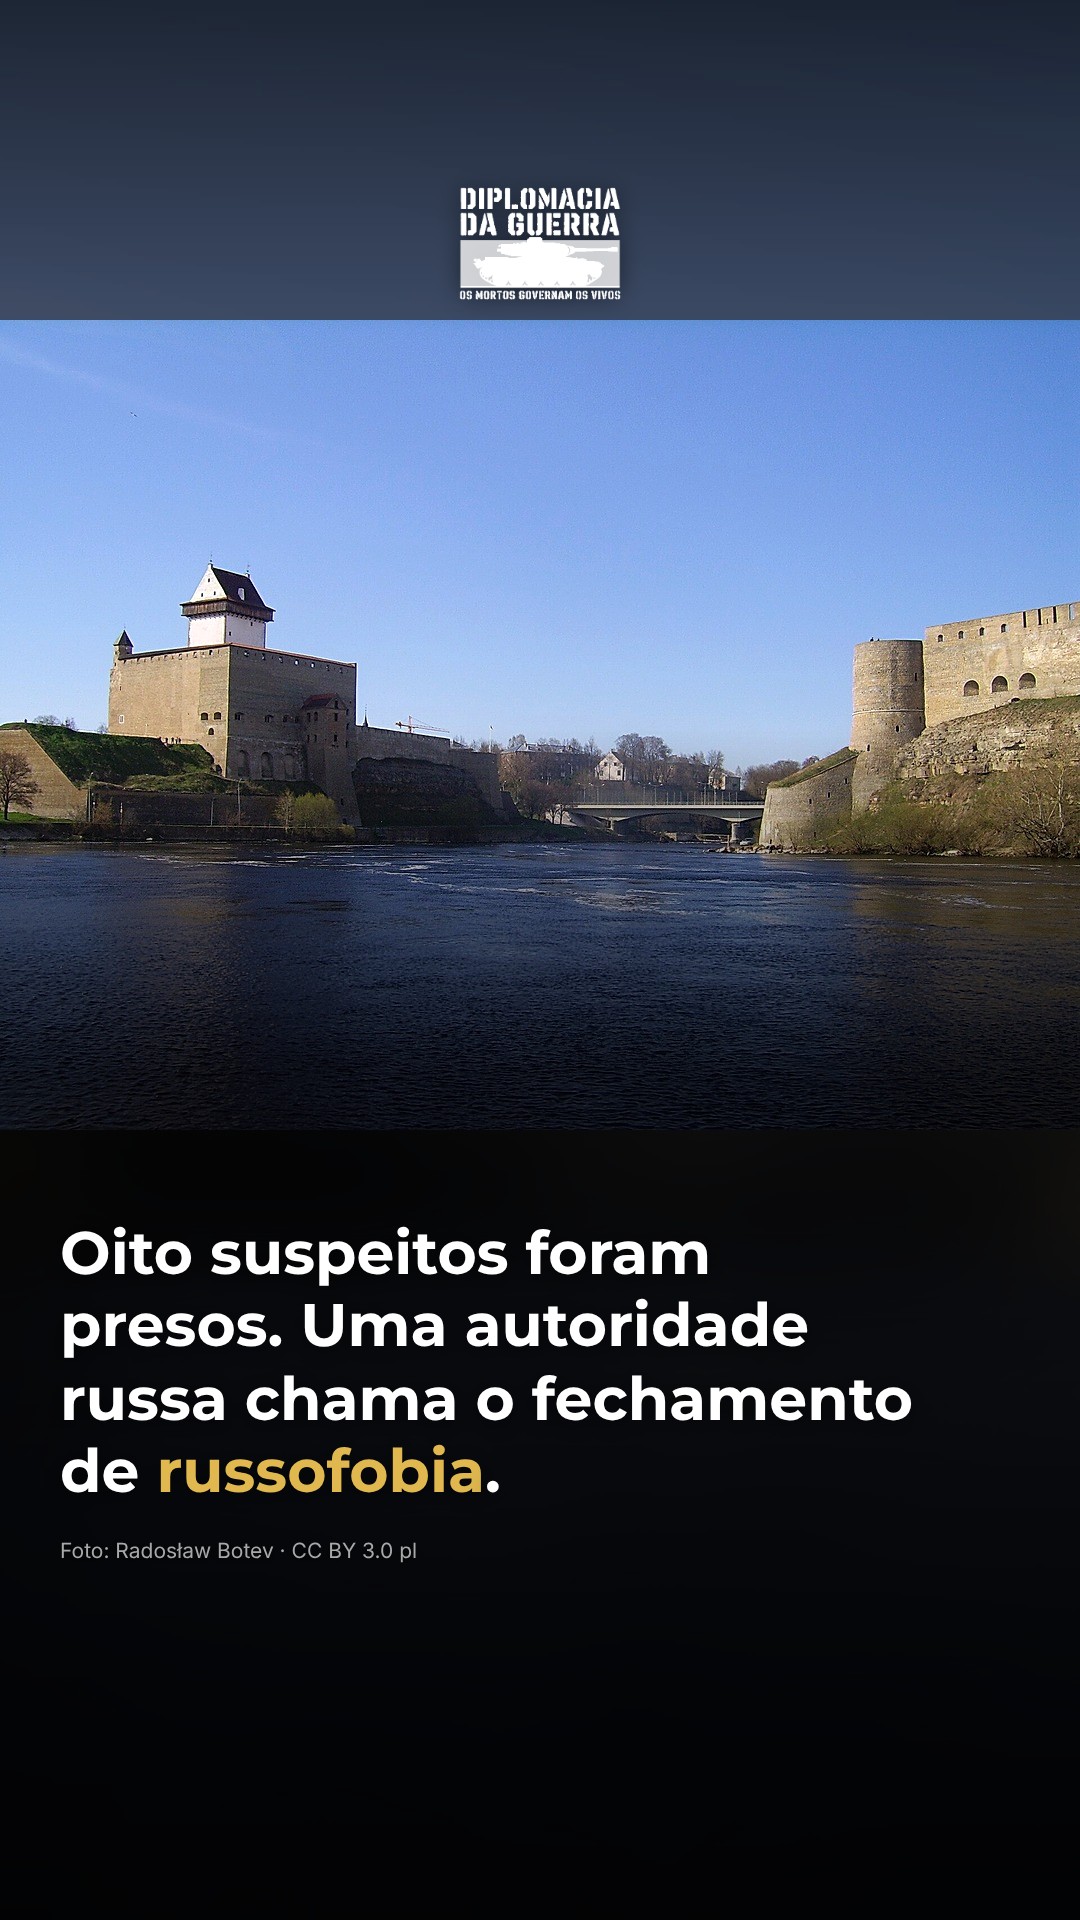 DIPLOMACIA
DA GUERRA
OS MORTOS GOVERNAM OS VIVOS
Oito suspeitos foram
presos. Uma autoridade
russa chama o fechamento
de russofobia.
Foto: Radosław Botev · CC BY 3.0 pl